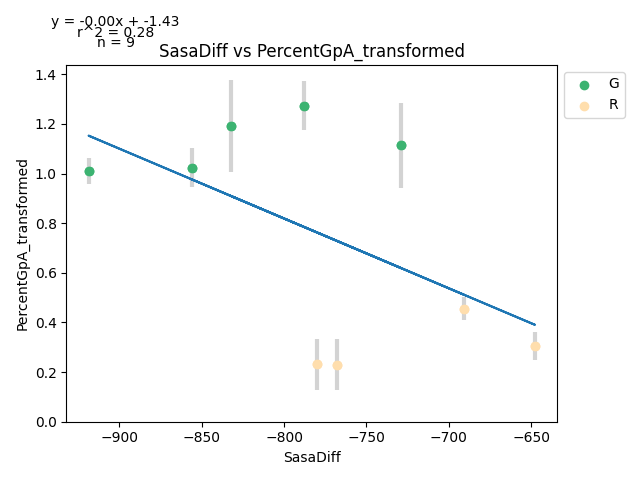 y = -0.00x + -1.43
r^2 = 0.28
n = 9
SasaDiff vs PercentGpA_transformed
G
R
1.4
1.2
1.0
0.8
0.6
0.4
0.2
0.0
PercentGpA_transformed
−900
−850
−800
−750
−700
−650
SasaDiff